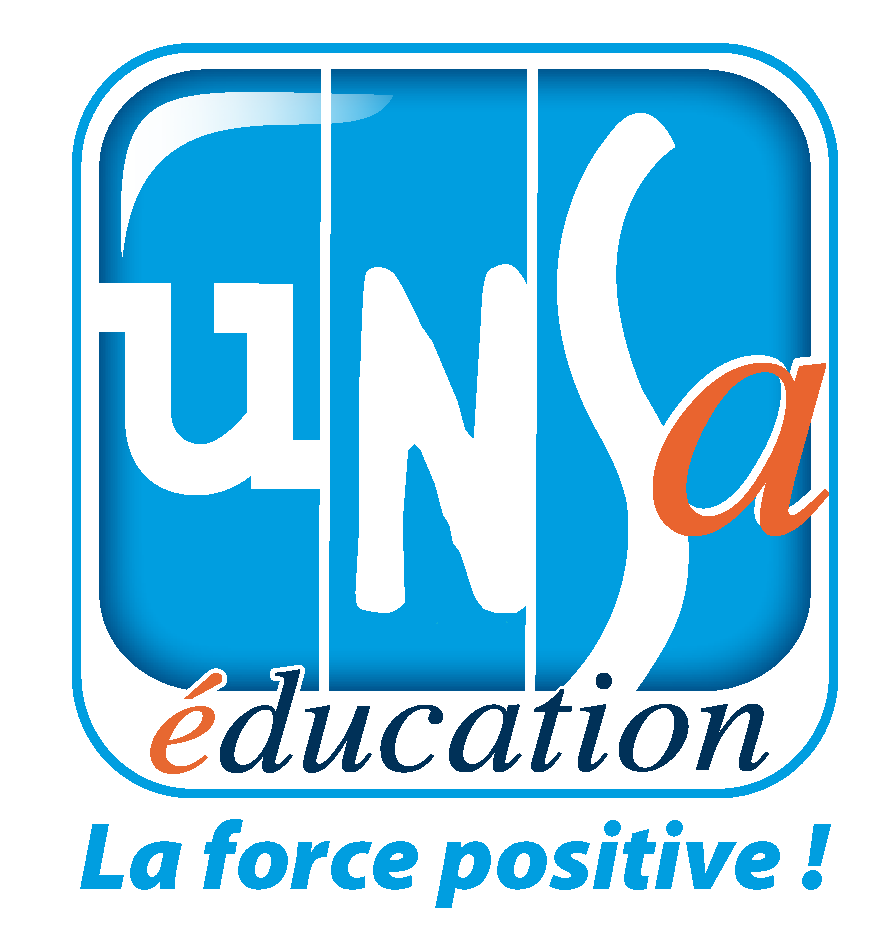 uNSa
éducation
La force positive !